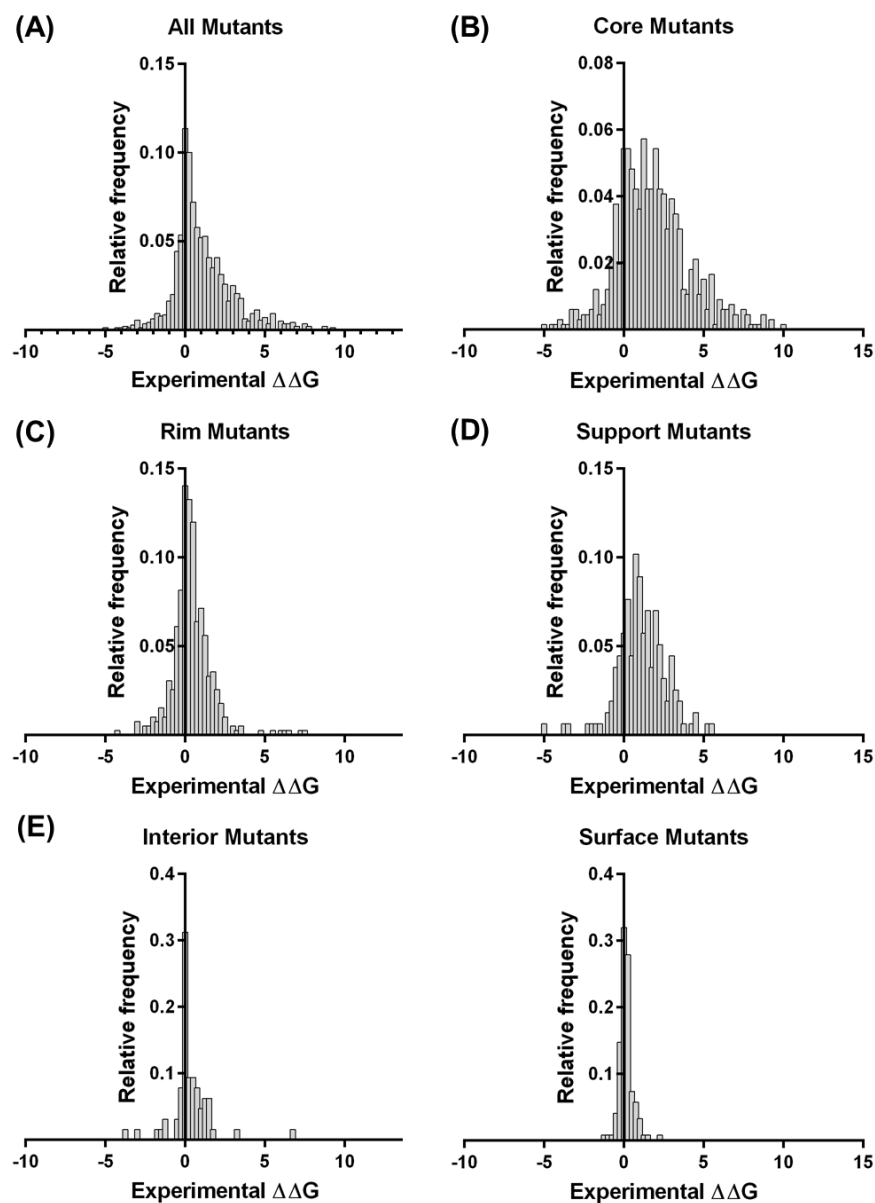 (A)
All Mutants
0.15
0.10
0.05
Relative frequency
-10
-5
0
5
10
Experimental ΔΔG
(B)
Core Mutants
0.08
0.06
0.04
0.02
Relative frequency
-10
-5
0
5
10
15
Experimental ΔΔG
(C)
Rim Mutants
0.15
0.10
0.05
Relative frequency
-10
-5
0
5
10
Experimental ΔΔG
(D)
Support Mutants
0.15
0.10
0.05
Relative frequency
-10
-5
0
5
10
15
Experimental ΔΔG
(E)
Interior Mutants
0.4
0.3
0.2
0.1
Relative frequency
-10
-5
0
5
10
Experimental ΔΔG
Surface Mutants
0.4
0.3
0.2
0.1
Relative frequency
-10
-5
0
5
10
15
Experimental ΔΔG